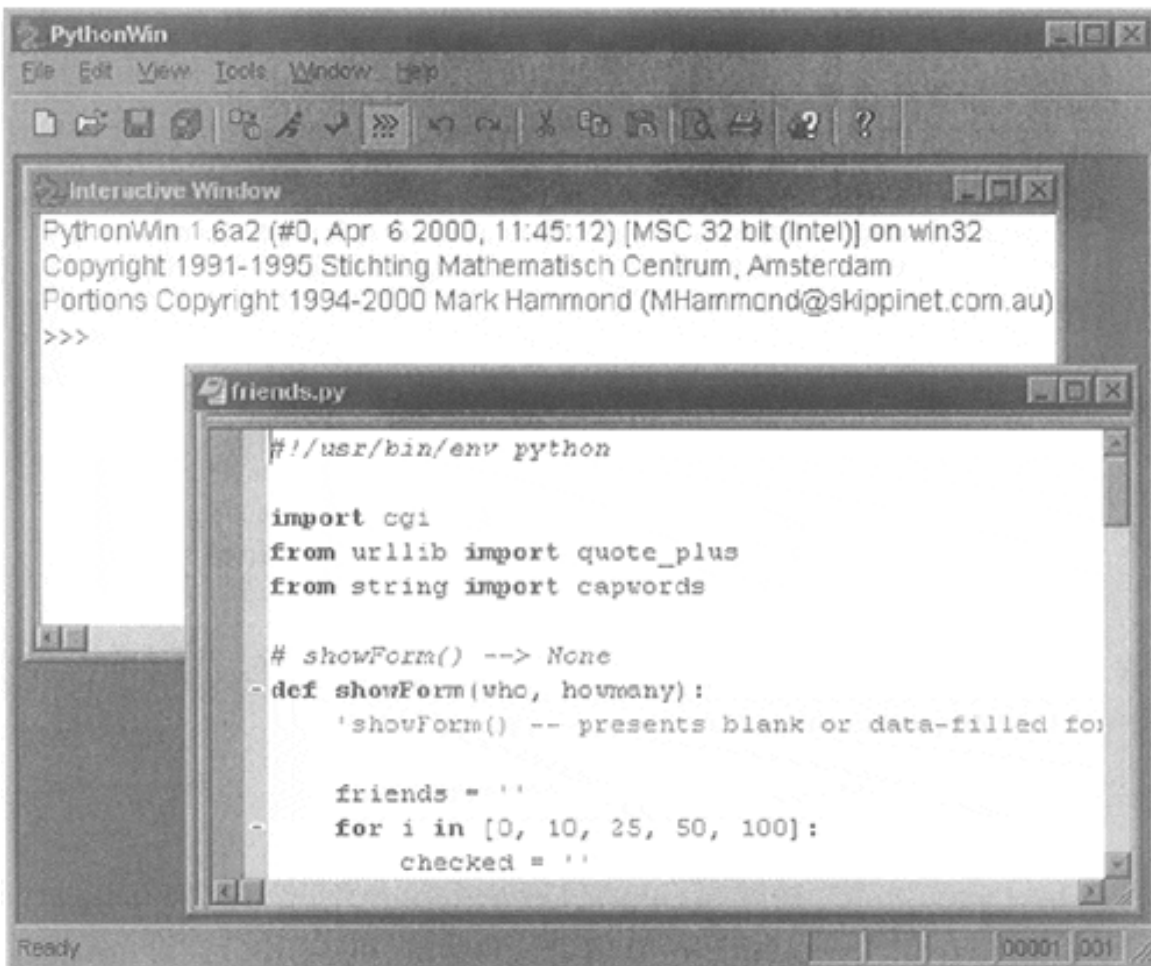 PythonWin
File Edit View Tools Window Help
Interactive Window
PythonWin 1.6a2 (#0, Apr 6 2000, 11:45:12) [MSC 32 bit (Intel)] on win32
Copyright 1991-1995 Stichting Mathematisch Centrum, Amsterdam
Portions Copyright 1994-2000 Mark Hammond (MHammond@skippinet.com.au)
>>>
friends.py
#!/usr/bin/env python
import cgi
from urllib import quote_plus
from string import capwords
# showForm() --> None
def showForm(who, howmany):
'showForm() -- presents blank or data-filled for
friends = ''
for i in [0, 10, 25, 50, 100]:
checked = ''
Ready
00001 001